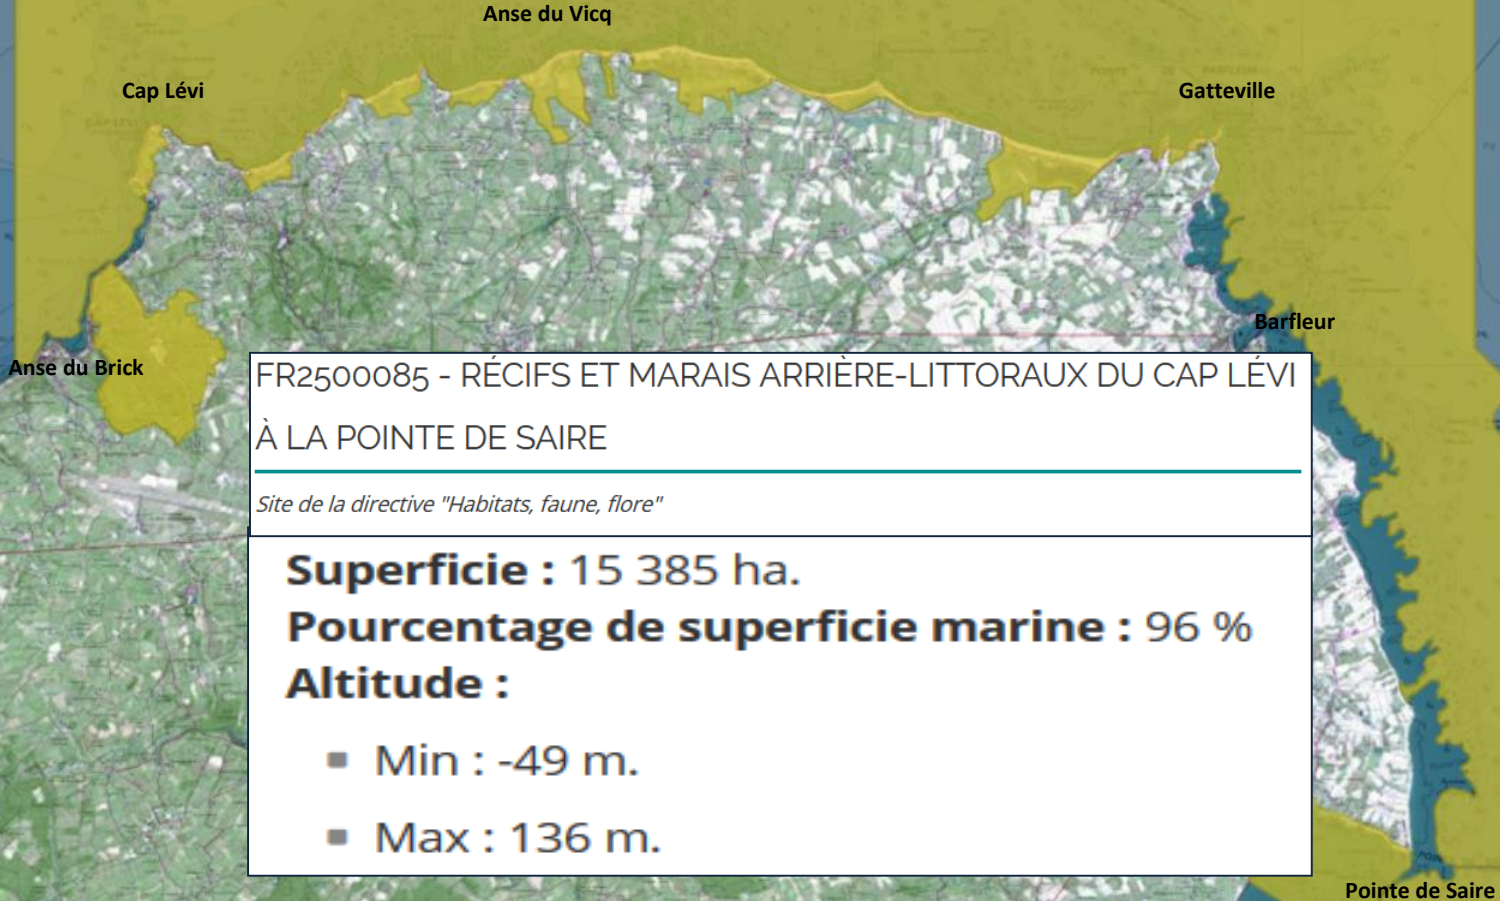 Anse du Vicq
Cap Lévi
Gatteville
Barfleur
Anse du Brick
FR2500085 - RÉCIFS ET MARAIS ARRIÈRE-LITTORAUX DU CAP LÉVI
À LA POINTE DE SAIRE
Site de la directive "Habitats, faune, flore"
Superficie : 15 385 ha.
Pourcentage de superficie marine : 96 %
Altitude :
Min : -49 m.
Max : 136 m.
Pointe de Saire